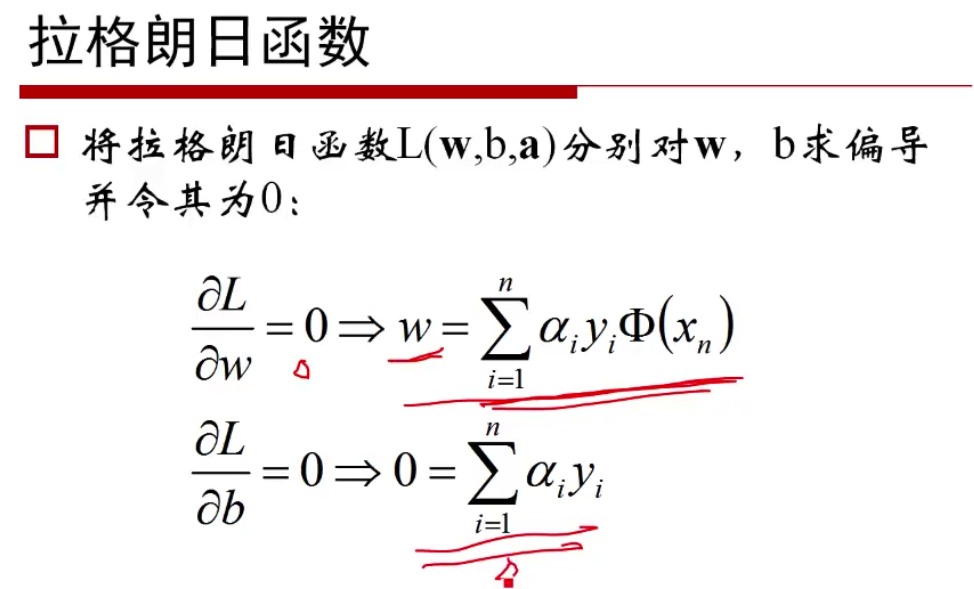 拉格朗日函数
将拉格朗日函数L(w,b,a)分别对w，b求偏导
并令其为0：
∂L/∂w = 0 ⇒ w = ∑_{i=1}^{n} α_i y_i Φ(x_n)
∂L/∂b = 0 ⇒ 0 = ∑_{i=1}^{n} α_i y_i